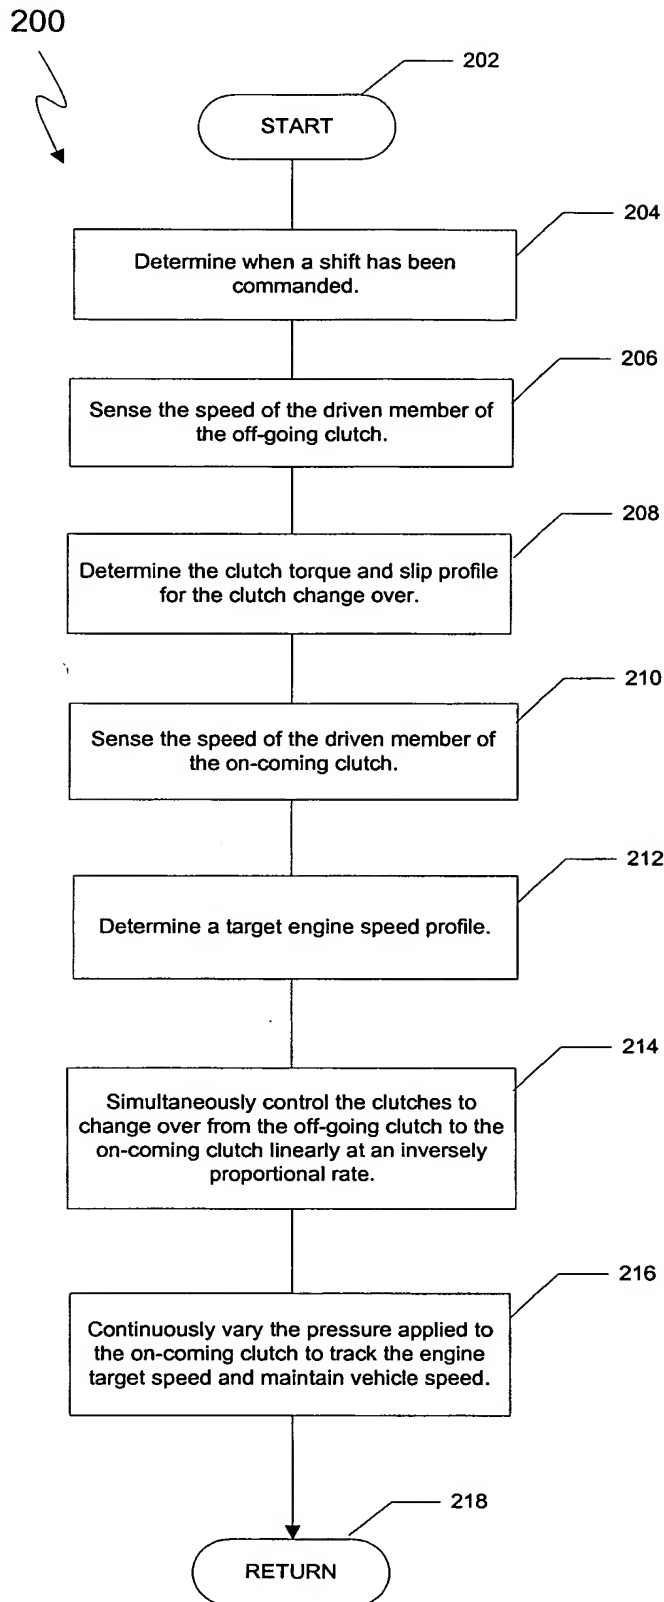 200
202
START
204
Determine when a shift has been
commanded.
206
Sense the speed of the driven member of
the off-going clutch.
208
Determine the clutch torque and slip profile
for the clutch change over.
210
Sense the speed of the driven member of
the on-coming clutch.
212
Determine a target engine speed profile.
214
Simultaneously control the clutches to
change over from the off-going clutch to the
on-coming clutch linearly at an inversely
proportional rate.
216
Continuously vary the pressure applied to
the on-coming clutch to track the engine
target speed and maintain vehicle speed.
218
RETURN